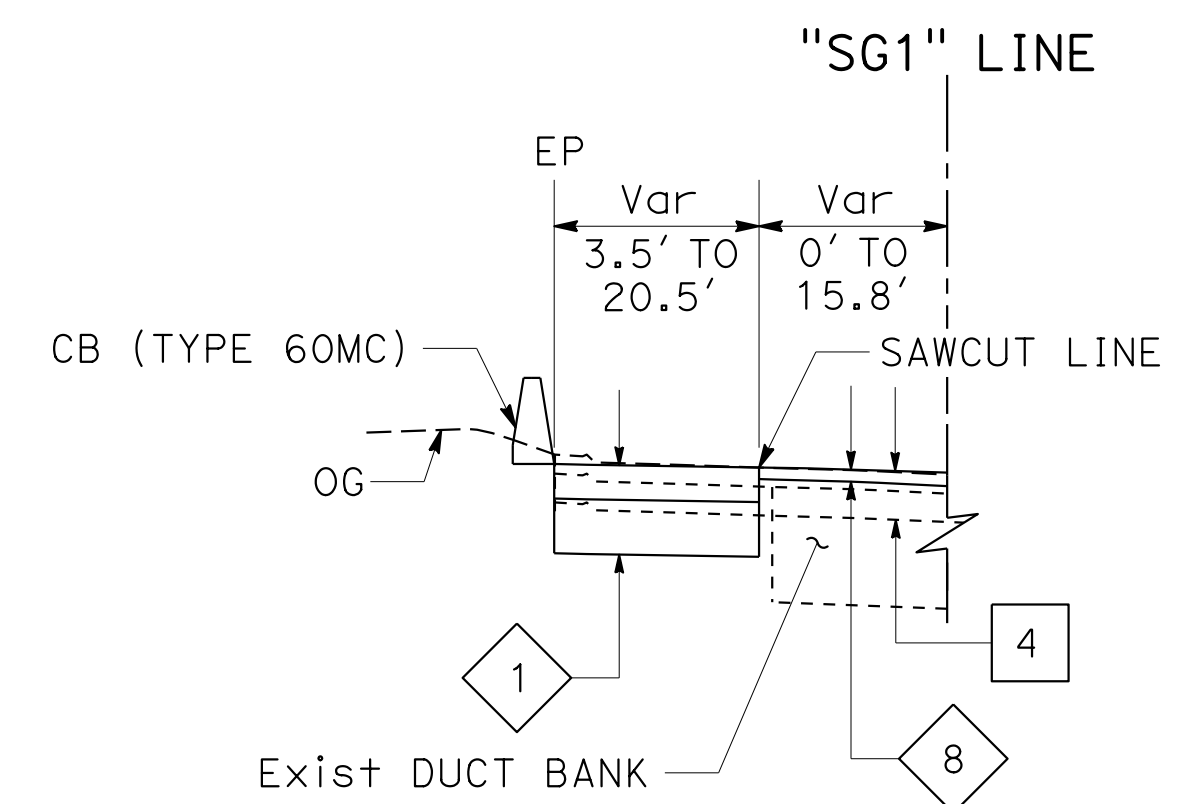 "SG1" LINE
EP
Var
3.5' TO
20.5'
Var
0' TO
15.8'
CB (TYPE 60MC)
SAWCUT LINE
OG
4
1
8
Exist DUCT BANK